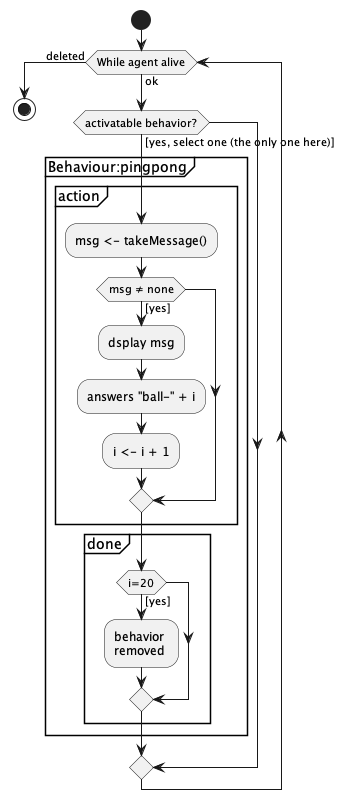 deleted
While agent alive
ok
activatable behavior?
[yes, select one (the only one here)]
Behaviour:pingpong
action
msg <- takeMessage()
msg ≠ none
[yes]
dsplay msg
answers "ball-" + i
i <- i + 1
done
i=20
[yes]
behavior
removed